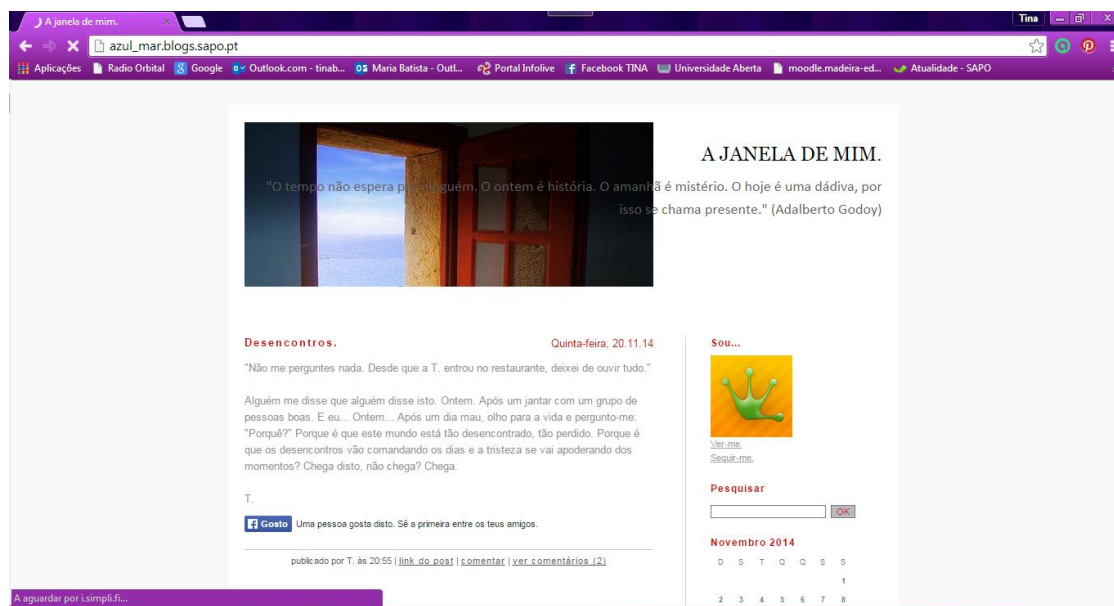 A janela de mim.
Tina
azul_mar.blogs.sapo.pt
Aplicações Radio Orbital Google Outlook.com - tinab... Maria Batista - Outl... Portal Infolive Facebook TINA Universidade Aberta moodle.madeira-ed... Atualidade - SAPO
A JANELA DE MIM.
"O tempo não espera por ninguém. O ontem é história. O amanhã é mistério. O hoje é uma dádiva, por
isso se chama presente." (Adalberto Godoy)
Desencontros. Quinta-feira, 20.11.14
"Não me perguntes nada. Desde que a T. entrou no restaurante, deixei de ouvir tudo."
Alguém me disse que alguém disse isto. Ontem. Após um jantar com um grupo de
pessoas boas. E eu... Ontem... Após um dia mau, olho para a vida e pergunto-me:
"Porquê?" Porque é que este mundo está tão desencontrado, tão perdido. Porque é
que os desencontros vão comandando os dias e a tristeza se vai apoderando dos
momentos? Chega disto, não chega? Chega.
T.
Gosto Uma pessoa gosta disto. Sê a primeira entre os teus amigos.
publicado por T. às 20:55 | link do post | comentar | ver comentários (2)
Sou...
Ver-me.
Seguir-me.
Pesquisar
OK
Novembro 2014
D S T Q Q S S
1
2 3 4 5 6 7 8
A aguardar por i.simpli.fi...